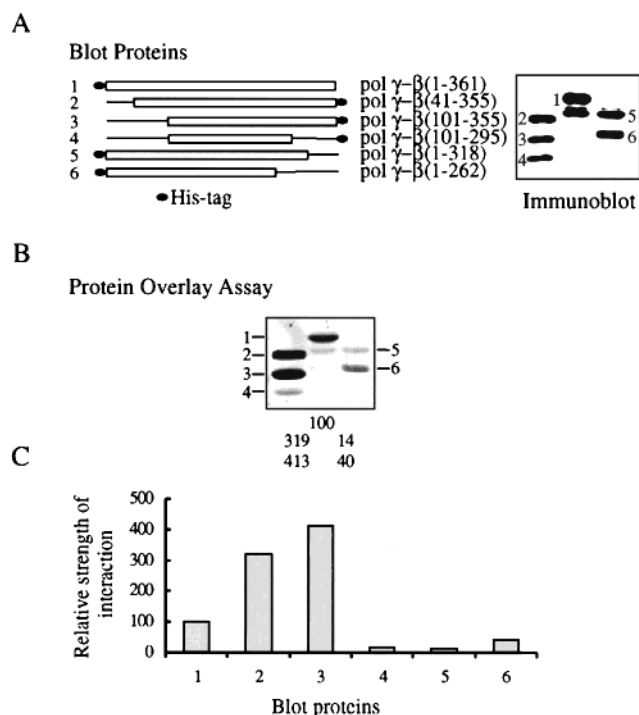 A
Blot Proteins
1 pol γ–β(1-361)
2 pol γ–β(41-355)
3 pol γ–β(101-355)
4 pol γ–β(101-295)
5 pol γ–β(1-318)
6 pol γ–β(1-262)
His-tag
1
2 5
3 6
4
Immunoblot
B
Protein Overlay Assay
1
2 5
3 6
4
100
319 14
413 40
C
Relative strength of interaction
500
400
300
200
100
0
1 2 3 4 5 6
Blot proteins